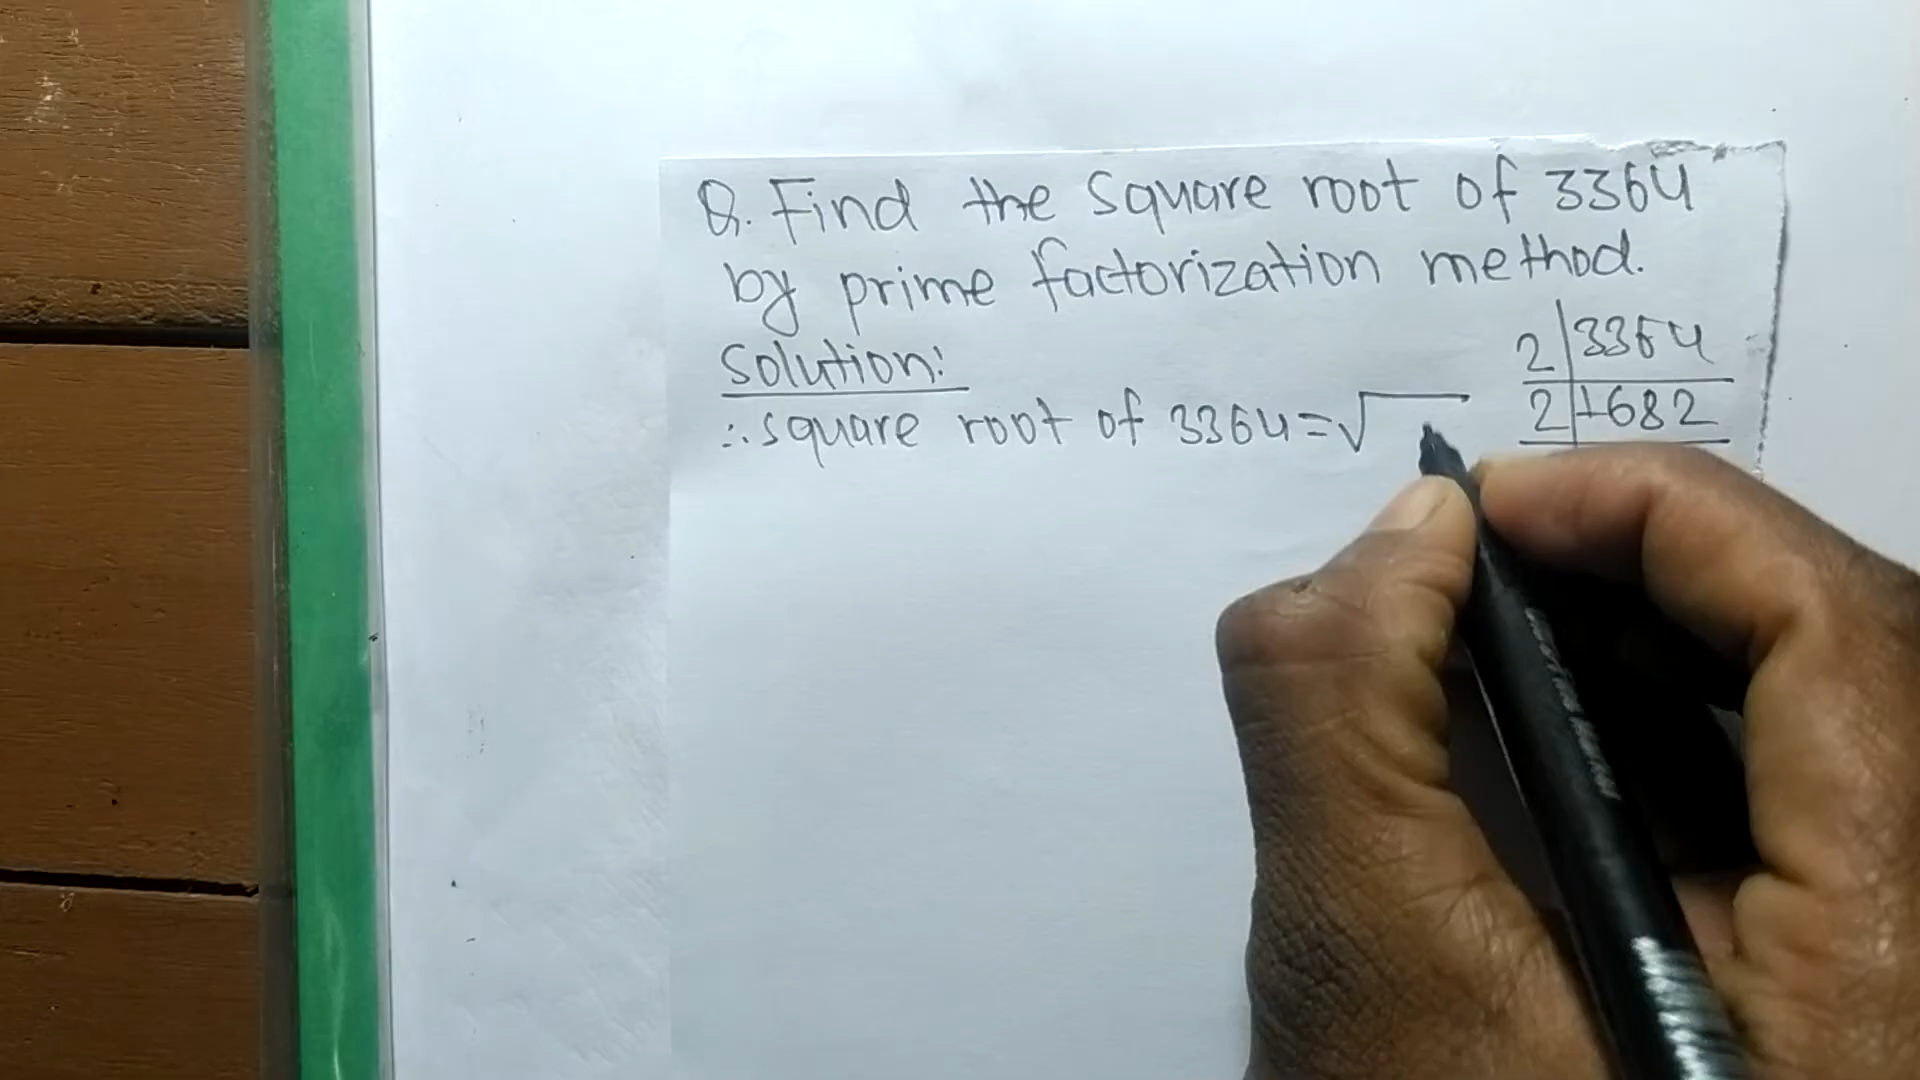 Q. Find the square root of 3364
by prime factorization method.
Solution:
2 | 3364
2 | 1682
∴ square root of 3364 = √